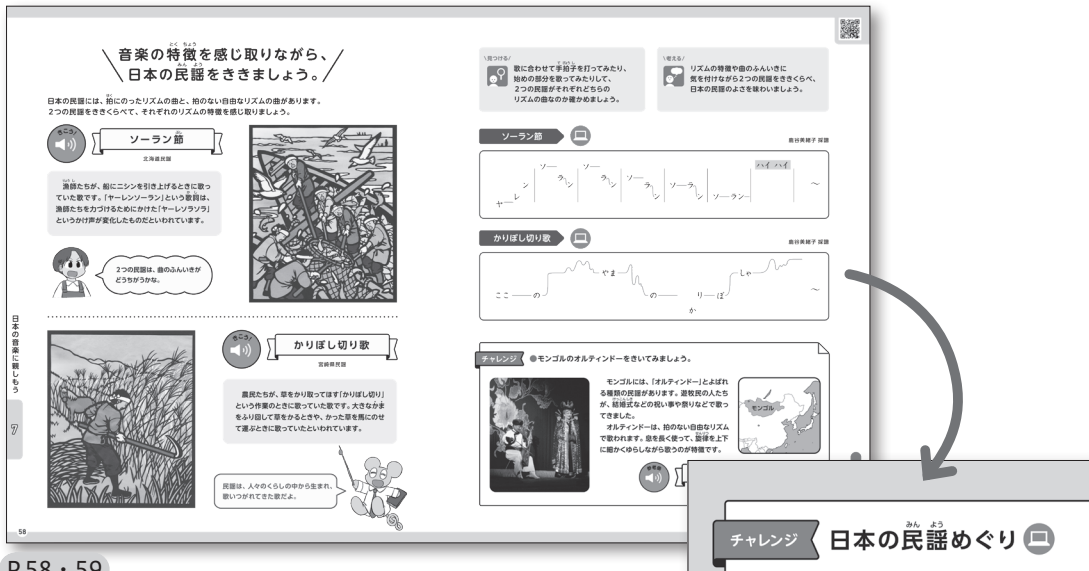 音楽の特徴を感じ取りながら、
日本の民謡をききましょう。
日本の民謡には、拍にのったリズムの曲と、拍のない自由なリズムの曲があります。
2つの民謡をききくらべて、それぞれのリズムの特徴を感じ取りましょう。
きこう!
ソーラン節
北海道民謡
漁師たちが、船にニシンを引き上げるときに歌っ
ていた歌です。「ヤーレンソーラン」という歌詞は、
漁師たちを力づけるためにかけた「ヤーレソラソラ」
というかけ声が変化したものだといわれています。
2つの民謡は、曲のふんいきが
どうちがうかな。
きこう!
かりぼし切り歌
宮崎県民謡
農民たちが、草をかり取ってほす「かりぼし切り」
という作業のときに歌っていた歌です。大きなかま
をふり回して草をかるときや、かった草を馬にのせ
て運ぶときに歌っていたといわれています。
民謡は、人々のくらしの中から生まれ、
歌いつがれてきた歌だよ。
日本の音楽に親しもう
7
58
見つける
歌に合わせて手拍子を打ってみたり、
始めの部分を歌ってみたりして、
2つの民謡がそれぞれどちらの
リズムの曲なのか確かめましょう。
考える
リズムの特徴や曲のふんいきに
気を付けながら2つの民謡をききくらべ、
日本の民謡のよさを味わいましょう。
ソーラン節
島谷美緒子 採譜
ヤーレン ソーラン ソーラン ソーラン ソーラン ソーラン ハイ ハイ 〜
かりぼし切り歌
島谷美緒子 採譜
ここーの やまーの かりーぼしゃ 〜
チャレンジ ●モンゴルのオルティンドーをきいてみましょう。
モンゴルには、「オルティンドー」とよばれ
る種類の民謡があります。遊牧民の人たち
が、結婚式などの祝い事や祭りなどで歌っ
てきました。
オルティンドーは、拍のない自由なリズム
で歌われます。息を長く使って、旋律を上下
に細かくゆらしながら歌うのが特徴です。
モンゴル
チャレンジ 日本の民謡めぐり
P.58・59